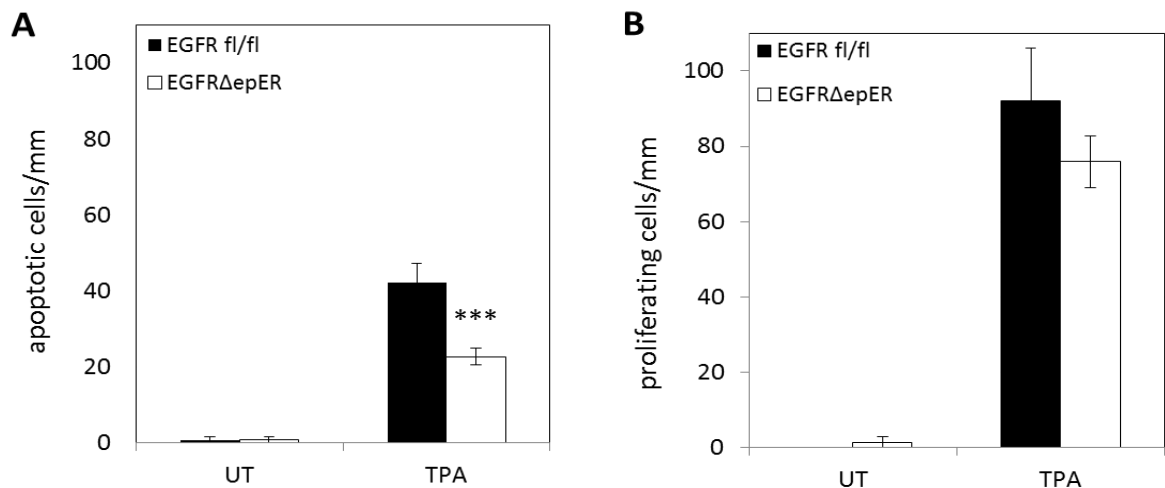 A
EGFR fl/fl
EGFRΔepER
100
80
60
40
20
0
apoptotic cells/mm
***
UT
TPA
B
EGFR fl/fl
EGFRΔepER
100
80
60
40
20
0
proliferating cells/mm
UT
TPA